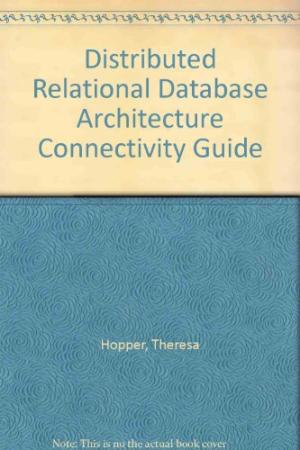 Distributed
Relational Database
Architecture
Connectivity Guide
Hopper, Theresa
Note: This is no the actual book cover